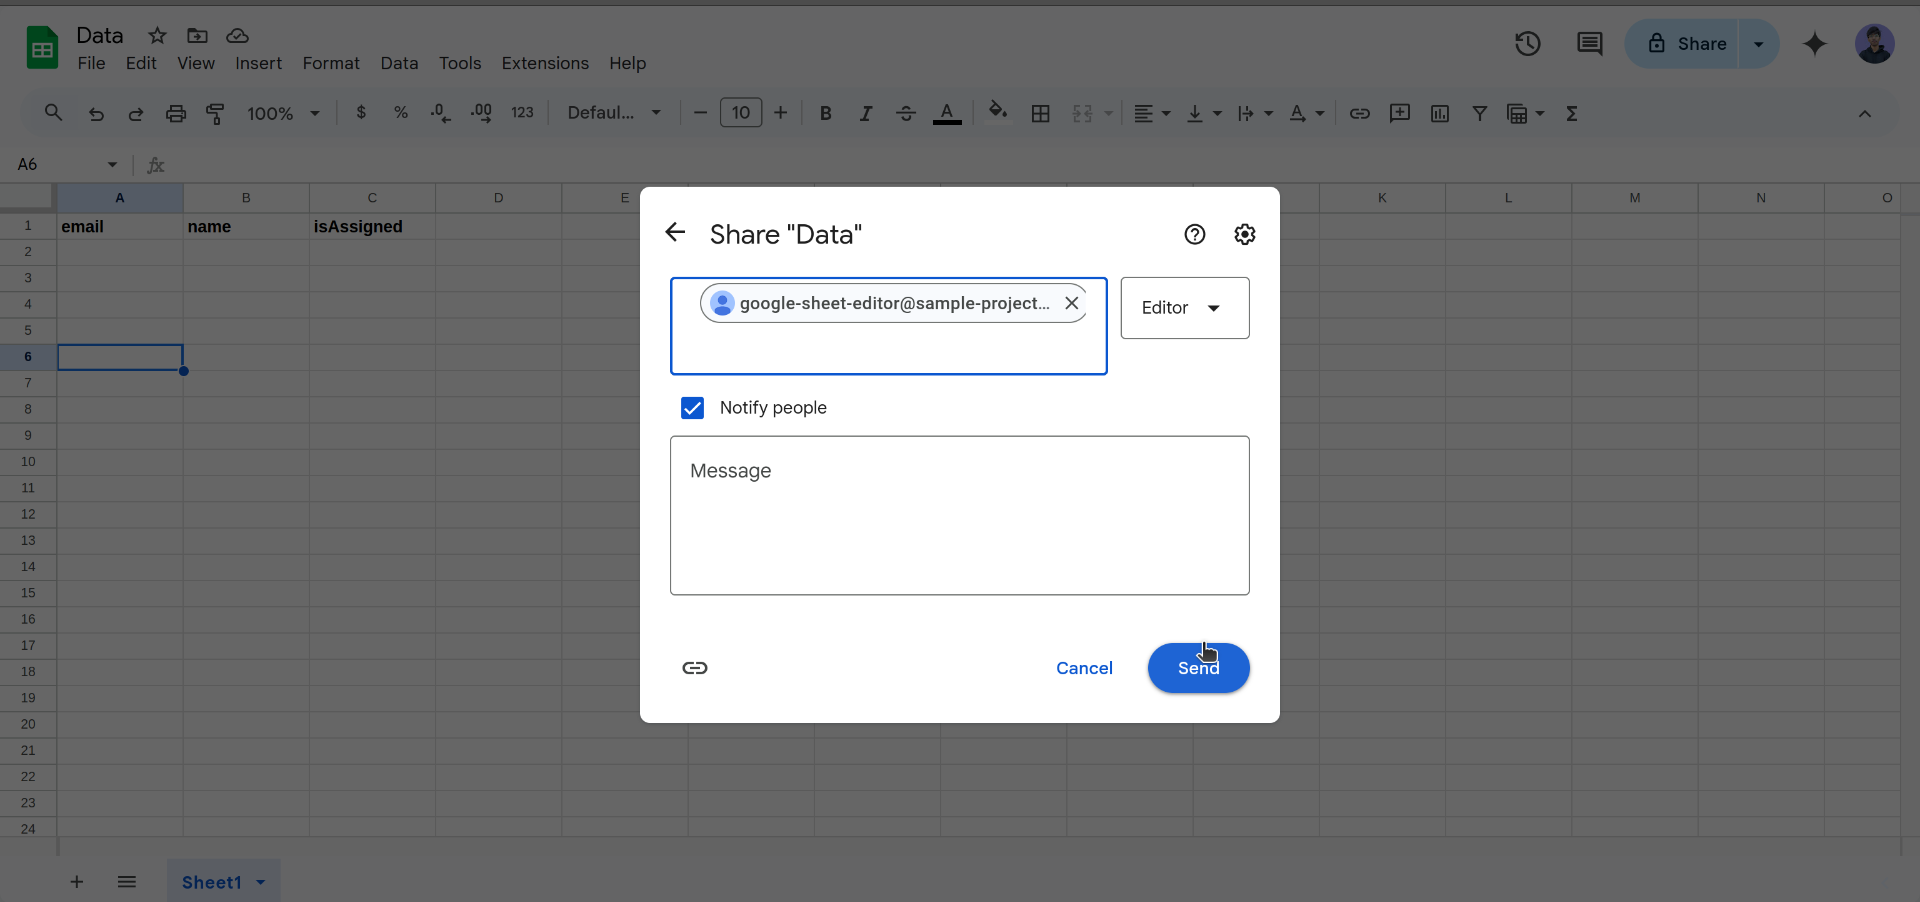 Data
File Edit View Insert Format Data Tools Extensions Help
Share
100% $ % .0 .00 123 Defaul... 10 B I A Σ
A6 fx
A B C D E K L M N O
1 email name isAssigned
2
3
4
5
6
7
8
9
10
11
12
13
14
15
16
17
18
19
20
21
22
23
24
Share "Data"
google-sheet-editor@sample-project...
Editor
Notify people
Message
Cancel Send
Sheet1